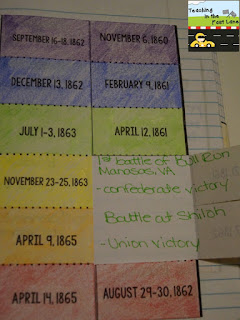 Teaching
in the
Fast Lane
SEPTEMBER 16-18, 1862
NOVEMBER 6, 1860
DECEMBER 13, 1862
FEBRUARY 9, 1861
JULY 1-3, 1863
APRIL 12, 1861
NOVEMBER 23-25, 1863
1st battle of Bull Run
Manasas, VA
- confederate victory
APRIL 9, 1865
Battle at Shiloh
- Union victory
APRIL 14, 1865
AUGUST 29-30, 1862